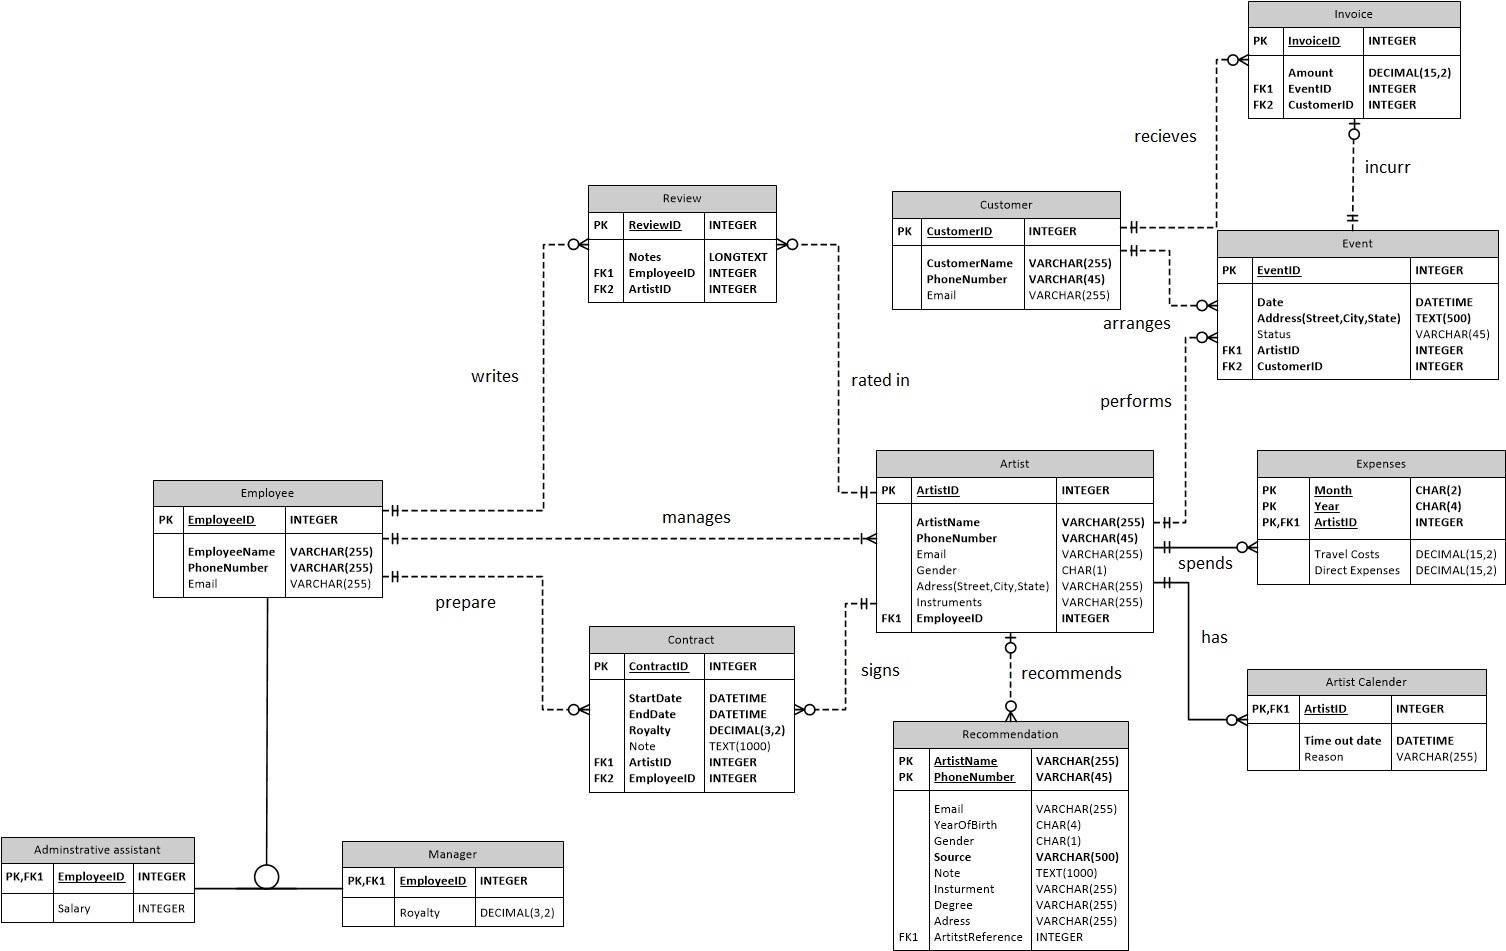 Invoice
PK InvoiceID INTEGER
Amount DECIMAL(15,2)
FK1 EventID INTEGER
FK2 CustomerID INTEGER
recieves
incurr
Review
PK ReviewID INTEGER
Notes LONGTEXT
FK1 EmployeeID INTEGER
FK2 ArtistID INTEGER
Customer
PK CustomerID INTEGER
CustomerName VARCHAR(255)
PhoneNumber VARCHAR(45)
Email VARCHAR(255)
Event
PK EventID INTEGER
Date DATETIME
Address(Street,City,State) TEXT(500)
Status VARCHAR(45)
FK1 ArtistID INTEGER
FK2 CustomerID INTEGER
arranges
writes
rated in
performs
Employee
PK EmployeeID INTEGER
EmployeeName VARCHAR(255)
PhoneNumber VARCHAR(255)
Email VARCHAR(255)
manages
prepare
Artist
PK ArtistID INTEGER
ArtistName VARCHAR(255)
PhoneNumber VARCHAR(45)
Email VARCHAR(255)
Gender CHAR(1)
Adress(Street,City,State) VARCHAR(255)
Instruments VARCHAR(255)
FK1 EmployeeID INTEGER
Expenses
PK Month CHAR(2)
PK Year CHAR(4)
PK,FK1 ArtistID INTEGER
Travel Costs DECIMAL(15,2)
Direct Expenses DECIMAL(15,2)
spends
has
Contract
PK ContractID INTEGER
StartDate DATETIME
EndDate DATETIME
Royalty DECIMAL(3,2)
Note TEXT(1000)
FK1 ArtistID INTEGER
FK2 EmployeeID INTEGER
signs
recommends
Artist Calender
PK,FK1 ArtistID INTEGER
Time out date DATETIME
Reason VARCHAR(255)
Recommendation
PK ArtistName VARCHAR(255)
PK PhoneNumber VARCHAR(45)
Email VARCHAR(255)
YearOfBirth CHAR(4)
Gender CHAR(1)
Source VARCHAR(500)
Note TEXT(1000)
Insturment VARCHAR(255)
Degree VARCHAR(255)
Adress VARCHAR(255)
FK1 ArtitstReference INTEGER
Adminstrative assistant
PK,FK1 EmployeeID INTEGER
Salary INTEGER
Manager
PK,FK1 EmployeeID INTEGER
Royalty DECIMAL(3,2)